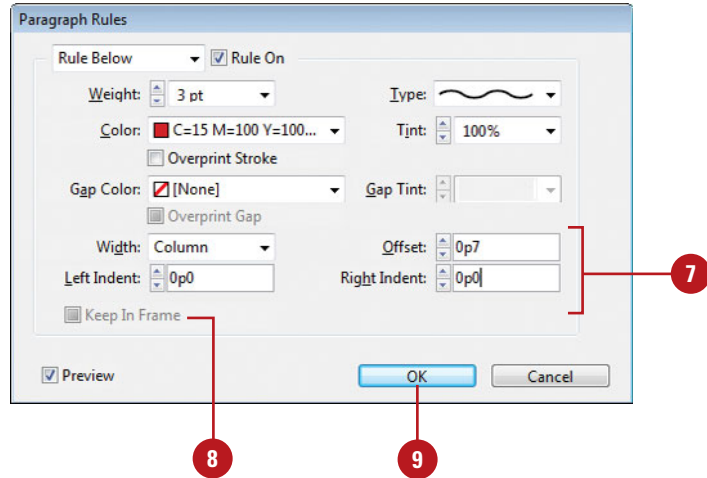 Paragraph Rules
Rule Below Rule On
Weight: 3 pt Type:
Color: C=15 M=100 Y=100... Tint: 100%
Overprint Stroke
Gap Color: [None] Gap Tint:
Overprint Gap
Width: Column Offset: 0p7
Left Indent: 0p0 Right Indent: 0p0
7
Keep In Frame
Preview OK Cancel
8 9